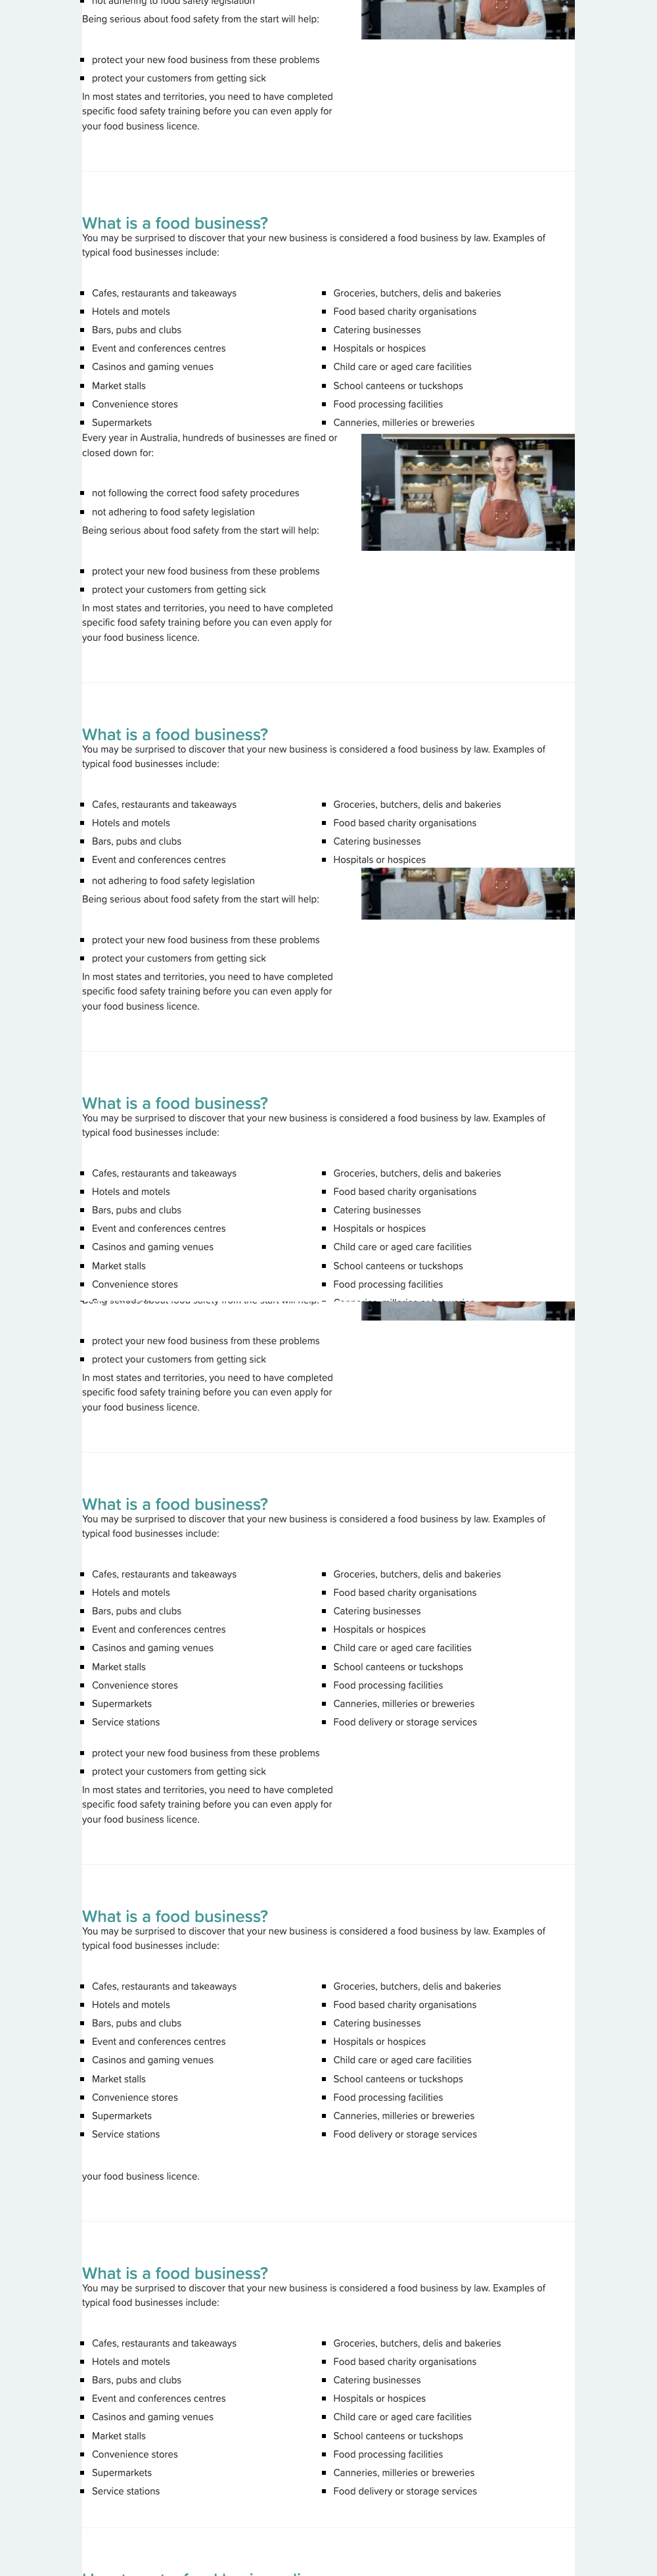 not adhering to food safety legislation
Being serious about food safety from the start will help:
protect your new food business from these problems
protect your customers from getting sick
In most states and territories, you need to have completed
specific food safety training before you can even apply for
your food business licence.
What is a food business?
You may be surprised to discover that your new business is considered a food business by law. Examples of
typical food businesses include:
Cafes, restaurants and takeaways
Hotels and motels
Bars, pubs and clubs
Event and conferences centres
Casinos and gaming venues
Market stalls
Convenience stores
Supermarkets
Groceries, butchers, delis and bakeries
Food based charity organisations
Catering businesses
Hospitals or hospices
Child care or aged care facilities
School canteens or tuckshops
Food processing facilities
Canneries, milleries or breweries
Every year in Australia, hundreds of businesses are fined or
closed down for:
not following the correct food safety procedures
not adhering to food safety legislation
Being serious about food safety from the start will help:
protect your new food business from these problems
protect your customers from getting sick
In most states and territories, you need to have completed
specific food safety training before you can even apply for
your food business licence.
What is a food business?
You may be surprised to discover that your new business is considered a food business by law. Examples of
typical food businesses include:
Cafes, restaurants and takeaways
Hotels and motels
Bars, pubs and clubs
Event and conferences centres
Groceries, butchers, delis and bakeries
Food based charity organisations
Catering businesses
Hospitals or hospices
not adhering to food safety legislation
Being serious about food safety from the start will help:
protect your new food business from these problems
protect your customers from getting sick
In most states and territories, you need to have completed
specific food safety training before you can even apply for
your food business licence.
What is a food business?
You may be surprised to discover that your new business is considered a food business by law. Examples of
typical food businesses include:
Cafes, restaurants and takeaways
Hotels and motels
Bars, pubs and clubs
Event and conferences centres
Casinos and gaming venues
Market stalls
Convenience stores
Groceries, butchers, delis and bakeries
Food based charity organisations
Catering businesses
Hospitals or hospices
Child care or aged care facilities
School canteens or tuckshops
Food processing facilities
protect your new food business from these problems
protect your customers from getting sick
In most states and territories, you need to have completed
specific food safety training before you can even apply for
your food business licence.
What is a food business?
You may be surprised to discover that your new business is considered a food business by law. Examples of
typical food businesses include:
Cafes, restaurants and takeaways
Hotels and motels
Bars, pubs and clubs
Event and conferences centres
Casinos and gaming venues
Market stalls
Convenience stores
Supermarkets
Service stations
Groceries, butchers, delis and bakeries
Food based charity organisations
Catering businesses
Hospitals or hospices
Child care or aged care facilities
School canteens or tuckshops
Food processing facilities
Canneries, milleries or breweries
Food delivery or storage services
protect your new food business from these problems
protect your customers from getting sick
In most states and territories, you need to have completed
specific food safety training before you can even apply for
your food business licence.
What is a food business?
You may be surprised to discover that your new business is considered a food business by law. Examples of
typical food businesses include:
Cafes, restaurants and takeaways
Hotels and motels
Bars, pubs and clubs
Event and conferences centres
Casinos and gaming venues
Market stalls
Convenience stores
Supermarkets
Service stations
Groceries, butchers, delis and bakeries
Food based charity organisations
Catering businesses
Hospitals or hospices
Child care or aged care facilities
School canteens or tuckshops
Food processing facilities
Canneries, milleries or breweries
Food delivery or storage services
your food business licence.
What is a food business?
You may be surprised to discover that your new business is considered a food business by law. Examples of
typical food businesses include:
Cafes, restaurants and takeaways
Hotels and motels
Bars, pubs and clubs
Event and conferences centres
Casinos and gaming venues
Market stalls
Convenience stores
Supermarkets
Service stations
Groceries, butchers, delis and bakeries
Food based charity organisations
Catering businesses
Hospitals or hospices
Child care or aged care facilities
School canteens or tuckshops
Food processing facilities
Canneries, milleries or breweries
Food delivery or storage services